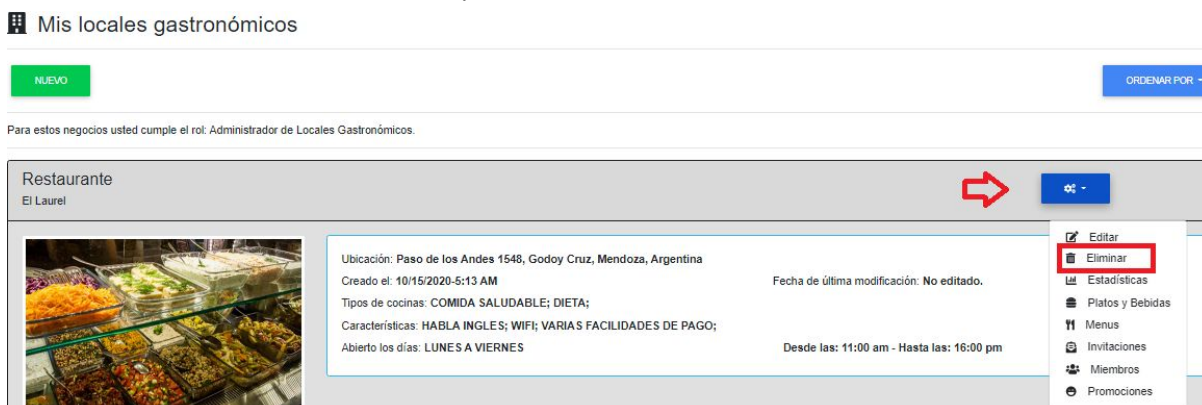 Mis locales gastronómicos
NUEVO
ORDENAR POR
Para estos negocios usted cumple el rol: Administrador de Locales Gastronómicos.
Restaurante
El Laurel
Editar
Eliminar
Estadísticas
Platos y Bebidas
Menus
Invitaciones
Miembros
Promociones
Ubicación: Paso de los Andes 1548, Godoy Cruz, Mendoza, Argentina
Creado el: 10/15/2020-5:13 AM Fecha de última modificación: No editado.
Tipos de cocinas: COMIDA SALUDABLE; DIETA;
Características: HABLA INGLES; WIFI; VARIAS FACILIDADES DE PAGO;
Abierto los días: LUNES A VIERNES Desde las: 11:00 am - Hasta las: 16:00 pm